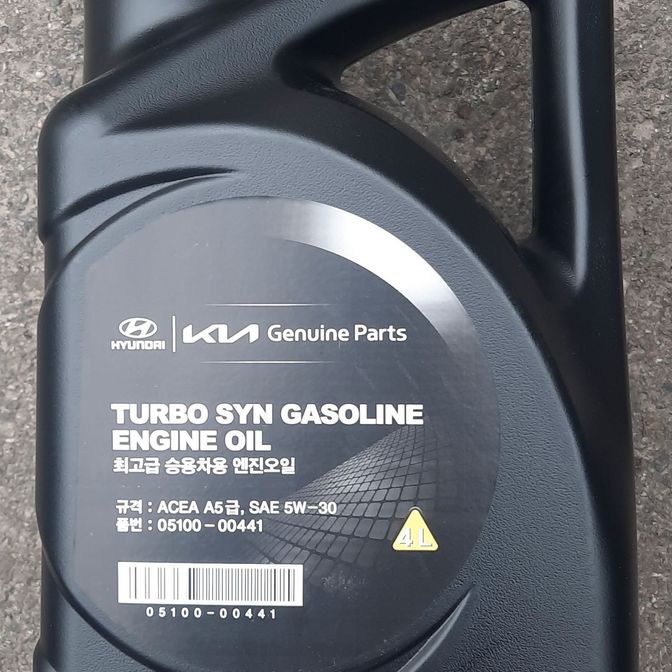 HYUNDAI KIA Genuine Parts
TURBO SYN GASOLINE
ENGINE OIL
최고급 승용차용 엔진오일
규격 : ACEA A5급, SAE 5W-30
품번 : 05100-00441
4L
05100-00441